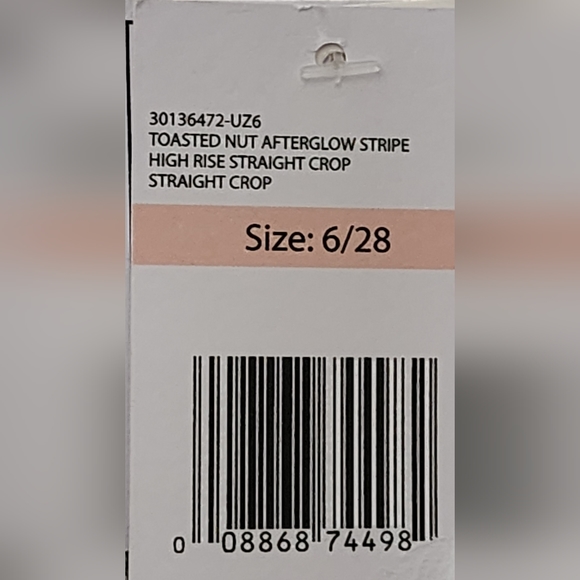 30136472-UZ6
TOASTED NUT AFTERGLOW STRIPE
HIGH RISE STRAIGHT CROP
STRAIGHT CROP
Size: 6/28
0 08868 74498